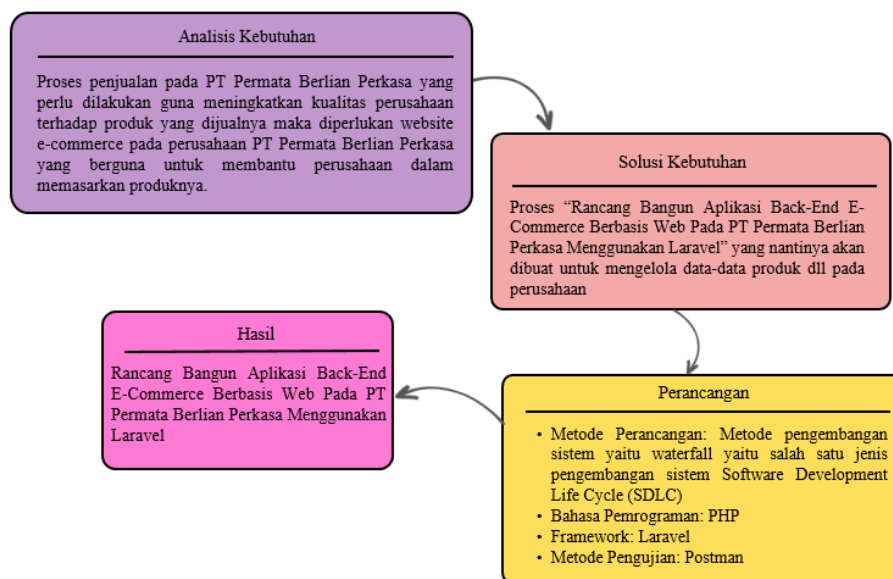 Analisis Kebutuhan
Proses penjualan pada PT Permata Berlian Perkasa yang
perlu dilakukan guna meningkatkan kualitas perusahaan
terhadap produk yang dijualnya maka diperlukan website
e-commerce pada perusahaan PT Permata Berlian Perkasa
yang berguna untuk membantu perusahaan dalam
memasarkan produknya.
Solusi Kebutuhan
Proses “Rancang Bangun Aplikasi Back-End E-
Commerce Berbasis Web Pada PT Permata Berlian
Perkasa Menggunakan Laravel” yang nantinya akan
dibuat untuk mengelola data-data produk dll pada
perusahaan
Perancangan
• Metode Perancangan: Metode pengembangan
sistem yaitu waterfall yaitu salah satu jenis
pengembangan sistem Software Development
Life Cycle (SDLC)
• Bahasa Pemrograman: PHP
• Framework: Laravel
• Metode Pengujian: Postman
Hasil
Rancang Bangun Aplikasi Back-End
E-Commerce Berbasis Web Pada PT
Permata Berlian Perkasa Menggunakan
Laravel